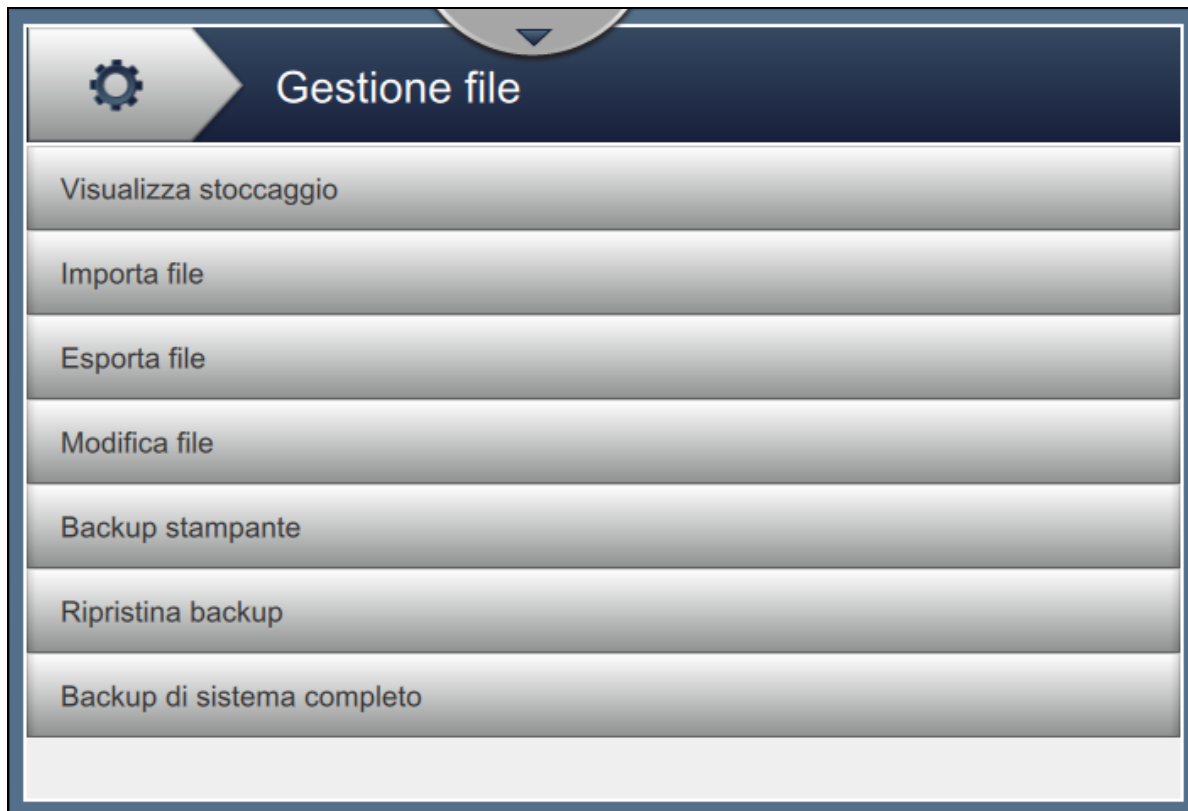 Gestione file
Visualizza stoccaggio
Importa file
Esporta file
Modifica file
Backup stampante
Ripristina backup
Backup di sistema completo